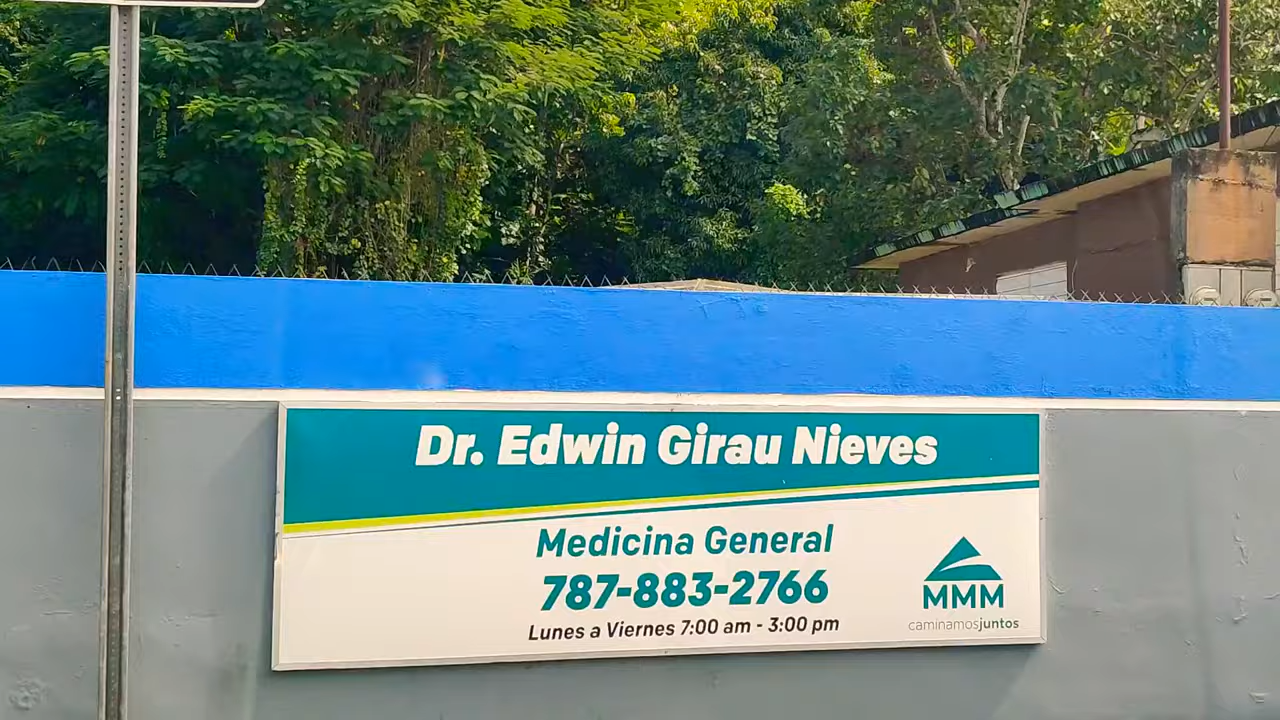 Dr. Edwin Girau Nieves
Medicina General
787-883-2766
Lunes a Viernes 7:00 am - 3:00 pm
MMM
caminamosjuntos